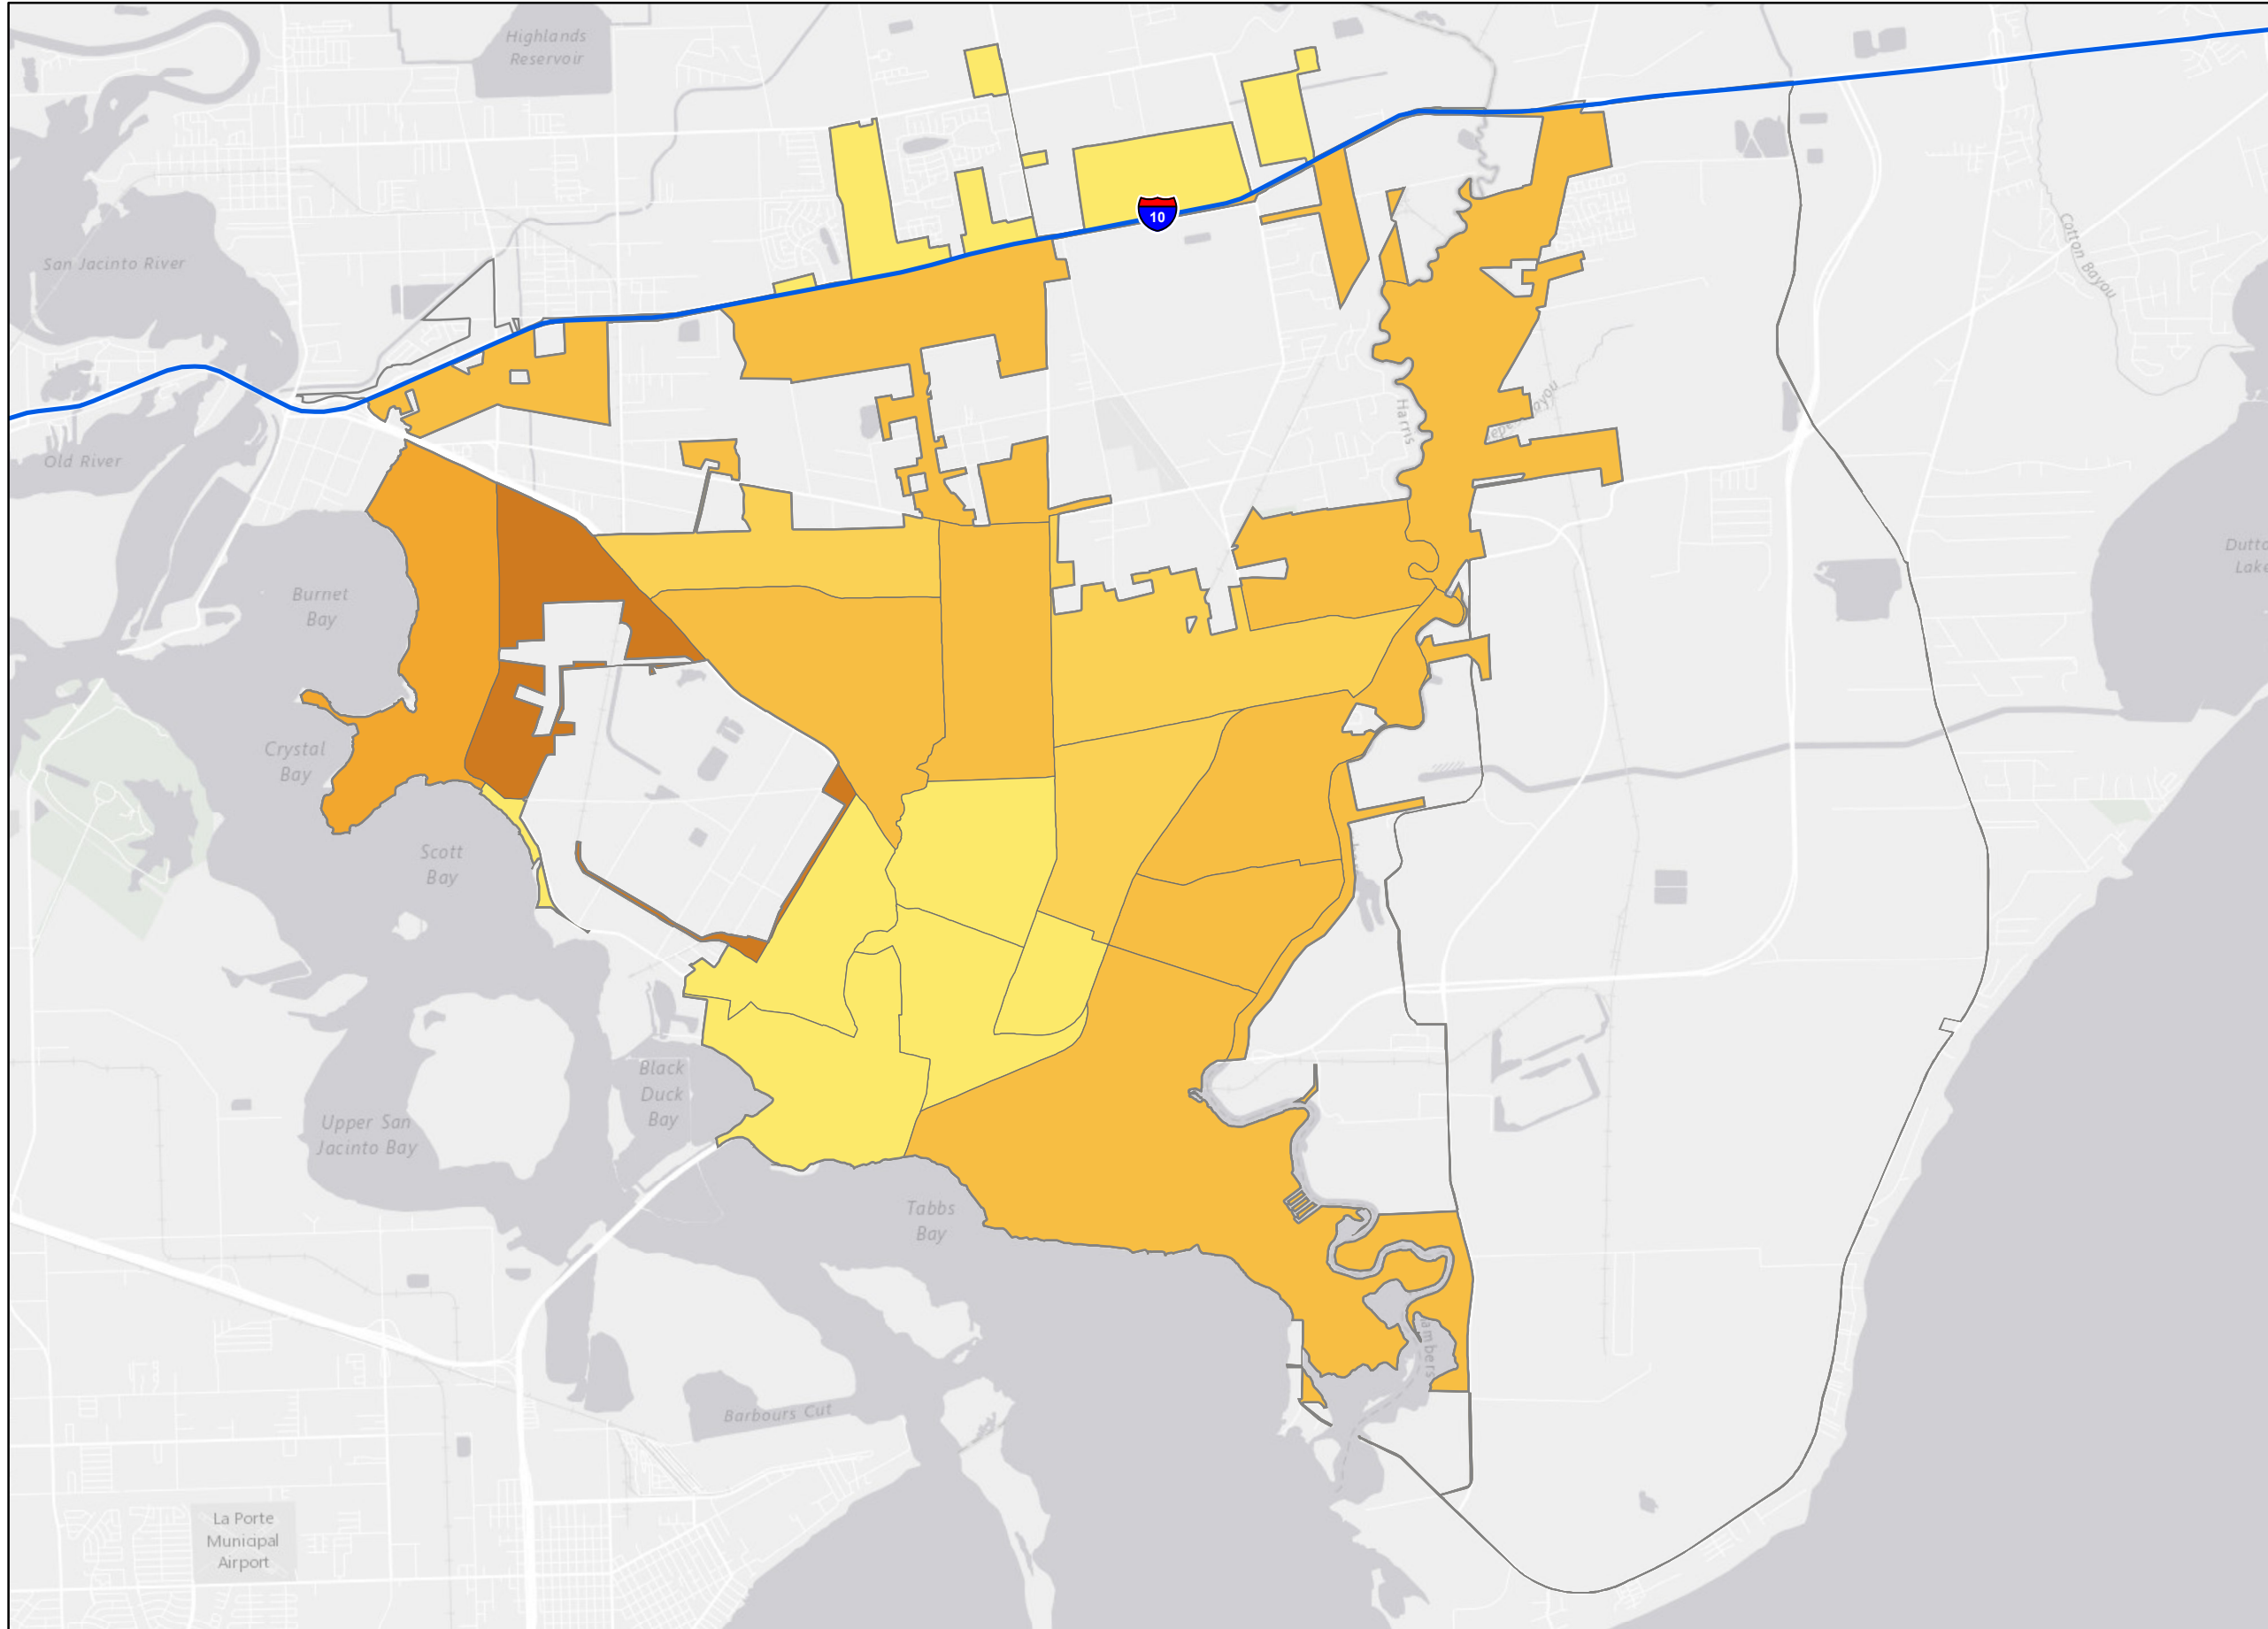 Highlands
Reservoir
10
San Jacinto River
Cotton Bayou
Old River
Harris
Burnet
Bay
Lake
Crystal
Bay
Scott
Bay
Black
Duck
Bay
Upper San
Jacinto Bay
Tabbs
Bay
Barbours Cut
La Porte
Municipal
Airport